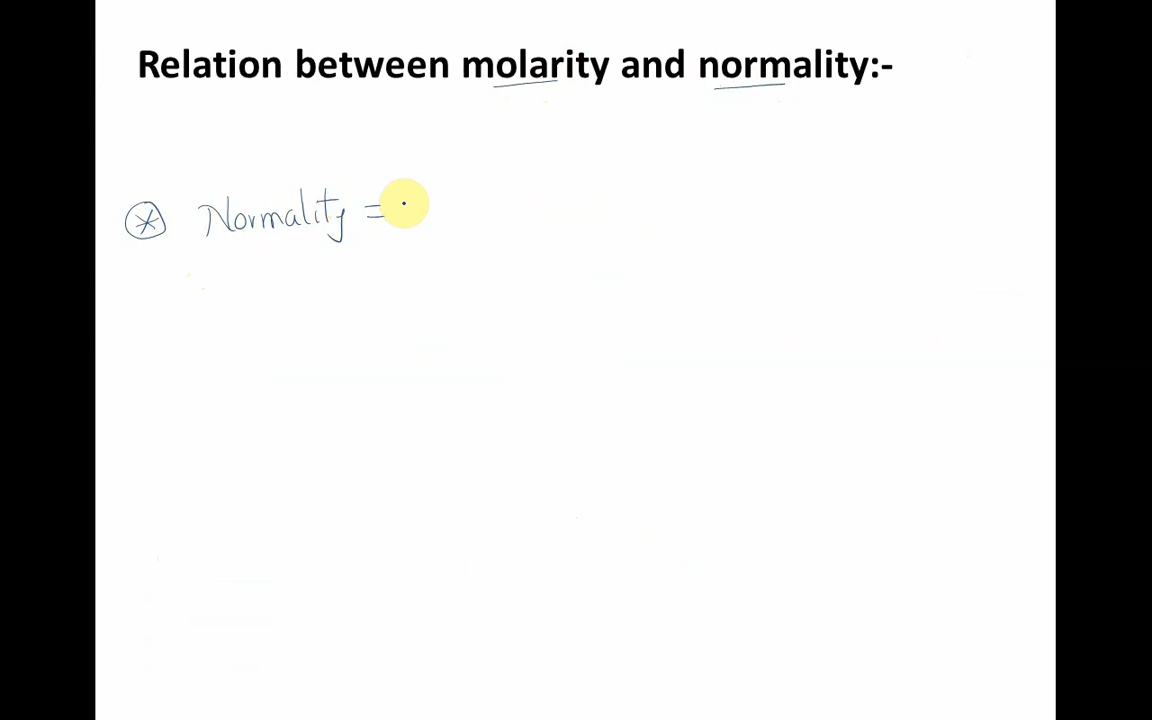 Relation between molarity and normality:-
Normality =